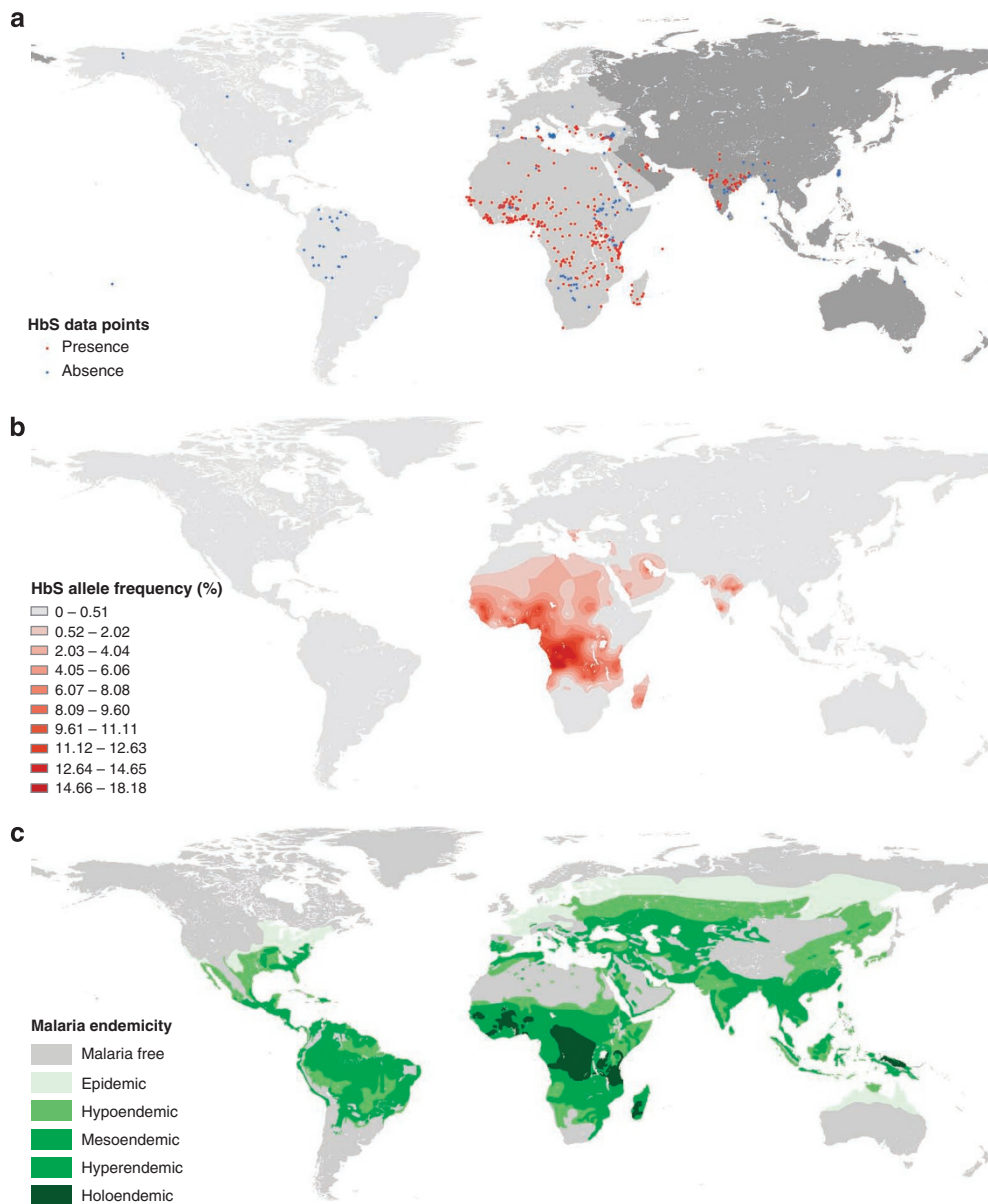 a
HbS data points
Presence
Absence
b
HbS allele frequency (%)
0 – 0.51
0.52 – 2.02
2.03 – 4.04
4.05 – 6.06
6.07 – 8.08
8.09 – 9.60
9.61 – 11.11
11.12 – 12.63
12.64 – 14.65
14.66 – 18.18
c
Malaria endemicity
Malaria free
Epidemic
Hypoendemic
Mesoendemic
Hyperendemic
Holoendemic